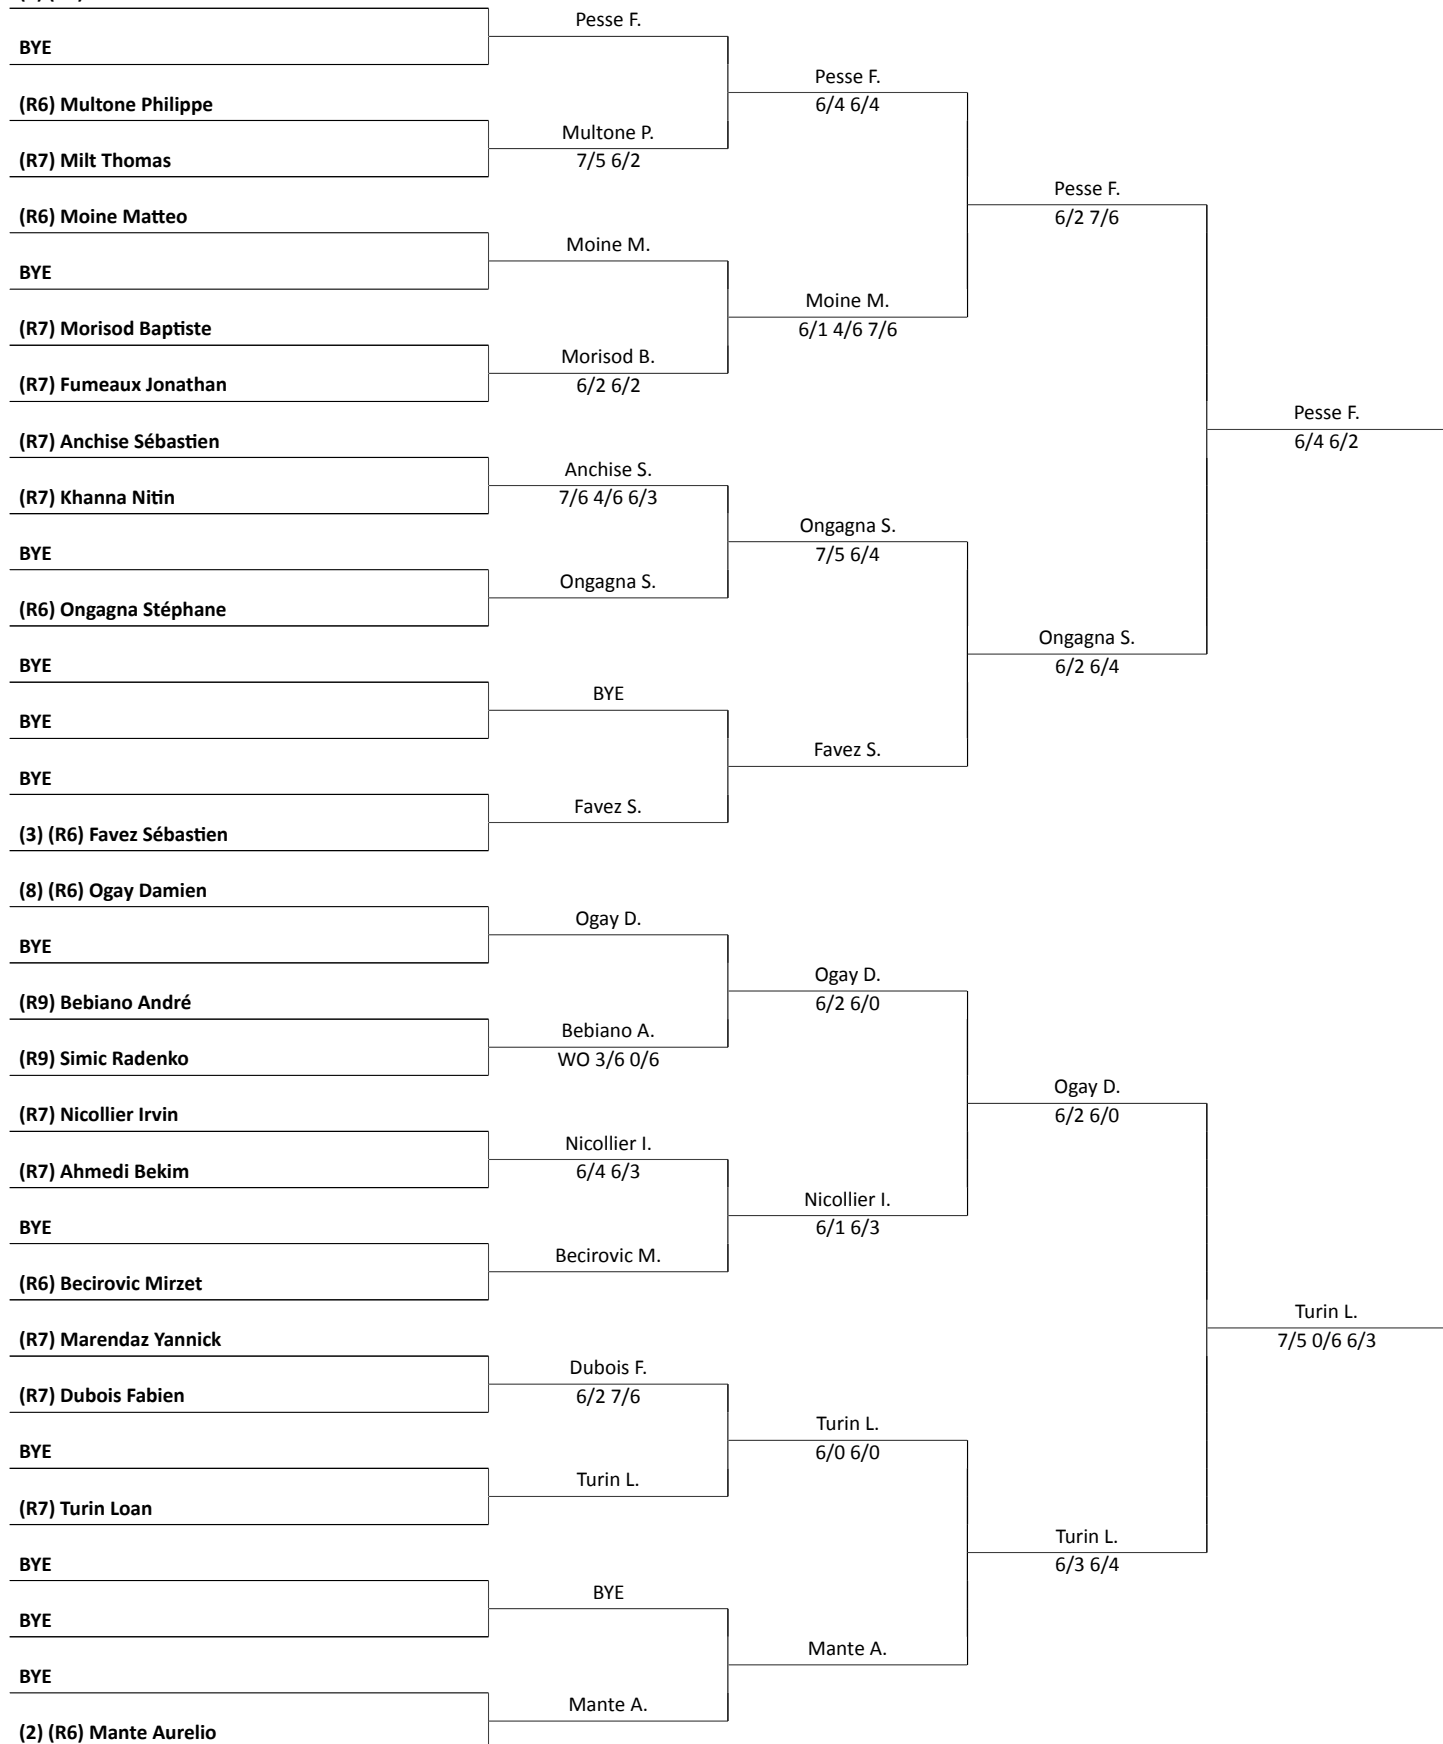 BYE
(R6) Multone Philippe
(R7) Milt Thomas
(R6) Moine Matteo
BYE
(R7) Morisod Baptiste
(R7) Fumeaux Jonathan
(R7) Anchise Sébastien
(R7) Khanna Nitin
BYE
(R6) Ongagna Stéphane
BYE
BYE
BYE
(3) (R6) Favez Sébastien
(8) (R6) Ogay Damien
BYE
(R9) Bebiano André
(R9) Simic Radenko
(R7) Nicollier Irvin
(R7) Ahmedi Bekim
BYE
(R6) Becirovic Mirzet
(R7) Marendaz Yannick
(R7) Dubois Fabien
BYE
(R7) Turin Loan
BYE
BYE
BYE
(2) (R6) Mante Aurelio
Pesse F.
Multone P.
7/5 6/2
Moine M.
Morisod B.
6/2 6/2
Anchise S.
7/6 4/6 6/3
Ongagna S.
BYE
Favez S.
Ogay D.
Bebiano A.
WO 3/6 0/6
Nicollier I.
6/4 6/3
Becirovic M.
Dubois F.
6/2 7/6
Turin L.
BYE
Mante A.
Pesse F.
6/4 6/4
Moine M.
6/1 4/6 7/6
Ongagna S.
7/5 6/4
Favez S.
Ogay D.
6/2 6/0
Nicollier I.
6/1 6/3
Turin L.
6/0 6/0
Mante A.
Pesse F.
6/2 7/6
Ongagna S.
6/2 6/4
Ogay D.
6/2 6/0
Turin L.
6/3 6/4
Pesse F.
6/4 6/2
Turin L.
7/5 0/6 6/3